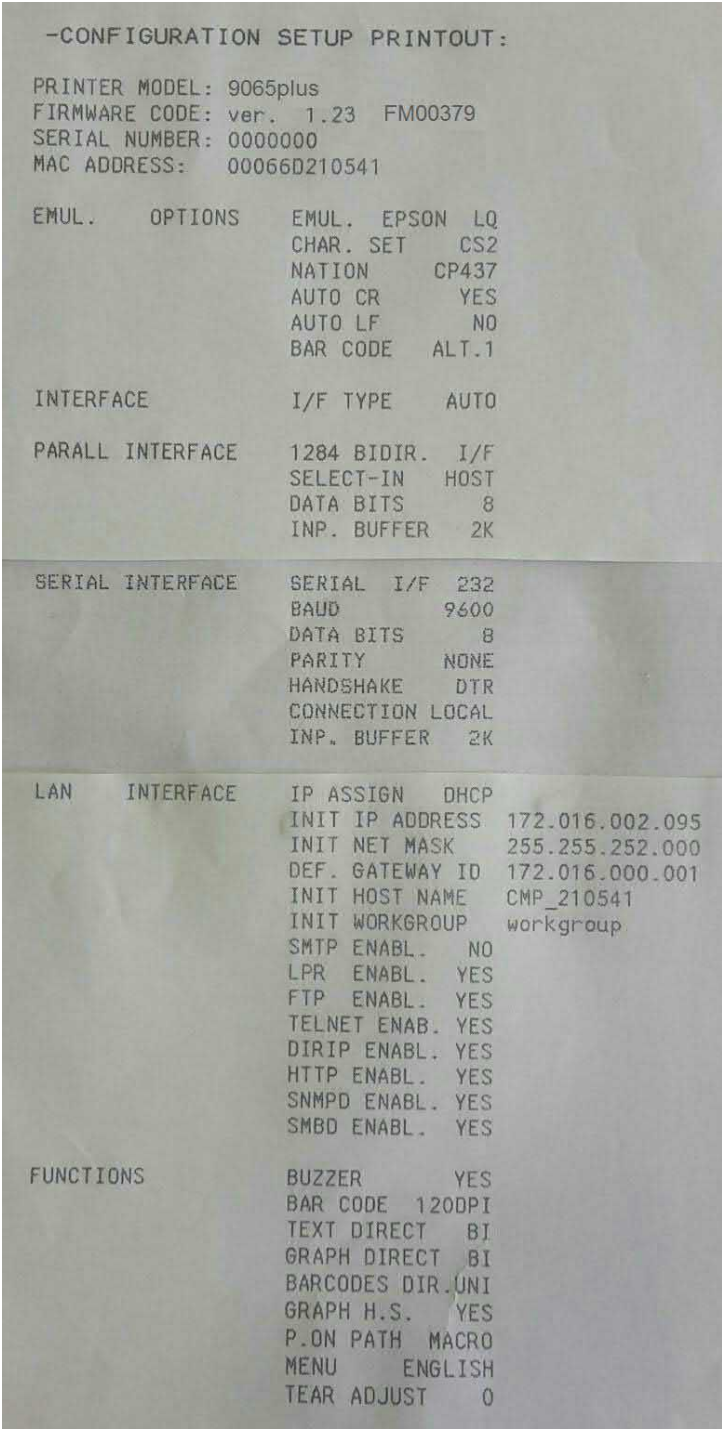 -CONFIGURATION SETUP PRINTOUT:
PRINTER MODEL: 9065plus
FIRMWARE CODE: ver. 1.23 FM00379
SERIAL NUMBER: 0000000
MAC ADDRESS: 00066D210541
EMUL. OPTIONS EMUL. EPSON LQ
CHAR. SET CS2
NATION CP437
AUTO CR YES
AUTO LF NO
BAR CODE ALT.1
INTERFACE I/F TYPE AUTO
PARALL INTERFACE 1284 BIDIR. I/F
SELECT-IN HOST
DATA BITS 8
INP. BUFFER 2K
SERIAL INTERFACE SERIAL I/F 232
BAUD 9600
DATA BITS 8
PARITY NONE
HANDSHAKE DTR
CONNECTION LOCAL
INP. BUFFER 2K
LAN INTERFACE IP ASSIGN DHCP
INIT IP ADDRESS 172.016.002.095
INIT NET MASK 255.255.252.000
DEF. GATEWAY ID 172.016.000.001
INIT HOST NAME CMP_210541
INIT WORKGROUP workgroup
SMTP ENABL. NO
LPR ENABL. YES
FTP ENABL. YES
TELNET ENAB. YES
DIRIP ENABL. YES
HTTP ENABL. YES
SNMPD ENABL. YES
SMBD ENABL. YES
FUNCTIONS BUZZER YES
BAR CODE 120DPI
TEXT DIRECT BI
GRAPH DIRECT BI
BARCODES DIR.UNI
GRAPH H.S. YES
P.ON PATH MACRO
MENU ENGLISH
TEAR ADJUST 0